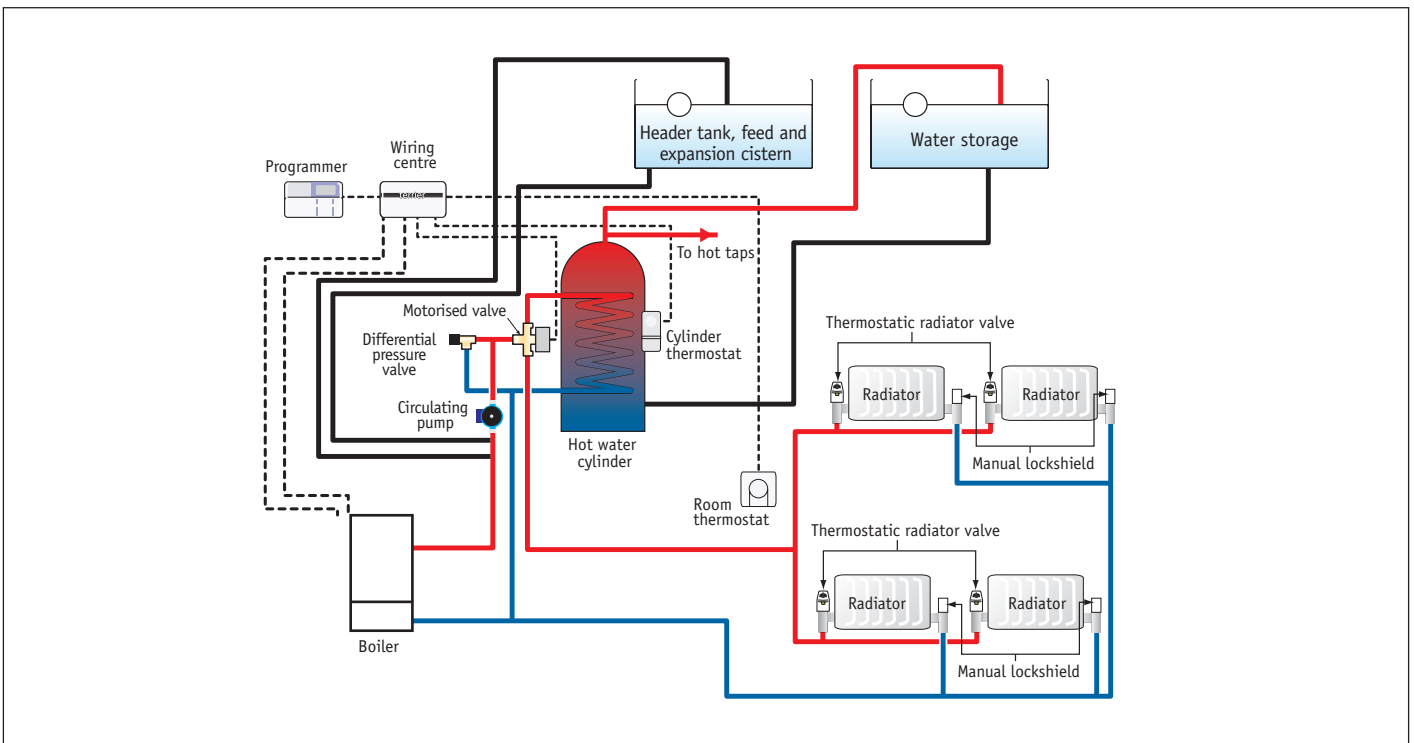 Header tank, feed and
expansion cistern
Water storage
Programmer
Wiring
centre
terrier
To hot taps
Motorised valve
Differential
pressure
valve
Cylinder
thermostat
Circulating
pump
Hot water
cylinder
Room
thermostat
Boiler
Thermostatic radiator valve
Radiator
Radiator
Manual lockshield
Thermostatic radiator valve
Radiator
Radiator
Manual lockshield